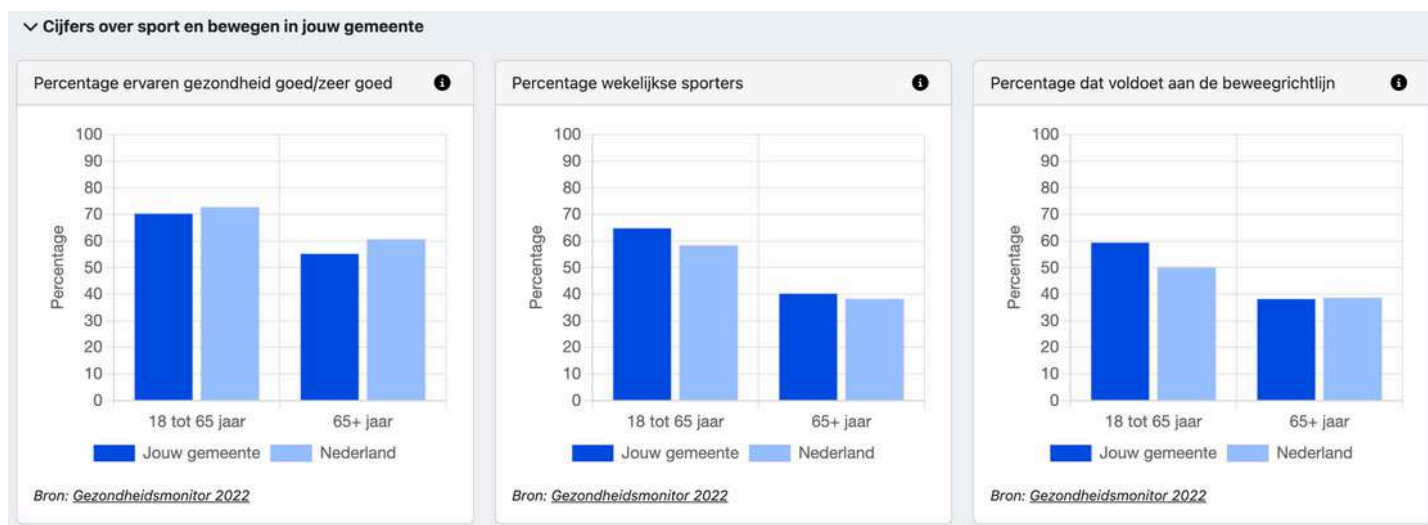 Cijfers over sport en bewegen in jouw gemeente
Percentage ervaren gezondheid goed/zeer goed
Percentage
100
90
80
70
60
50
40
30
20
10
0
18 tot 65 jaar
65+ jaar
Jouw gemeente
Nederland
Bron: Gezondheidsmonitor 2022
Percentage wekelijkse sporters
Percentage
100
90
80
70
60
50
40
30
20
10
0
18 tot 65 jaar
65+ jaar
Jouw gemeente
Nederland
Bron: Gezondheidsmonitor 2022
Percentage dat voldoet aan de beweegrichtlijn
Percentage
100
90
80
70
60
50
40
30
20
10
0
18 tot 65 jaar
65+ jaar
Jouw gemeente
Nederland
Bron: Gezondheidsmonitor 2022